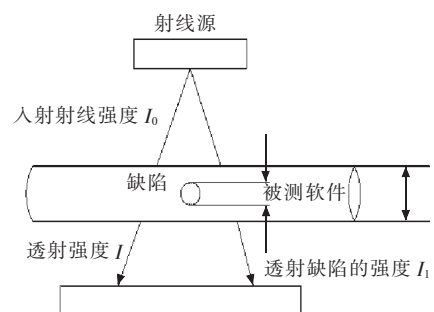 射线源
入射射线强度 I₀
缺陷
被测软件
透射强度 I
透射缺陷的强度 I₁